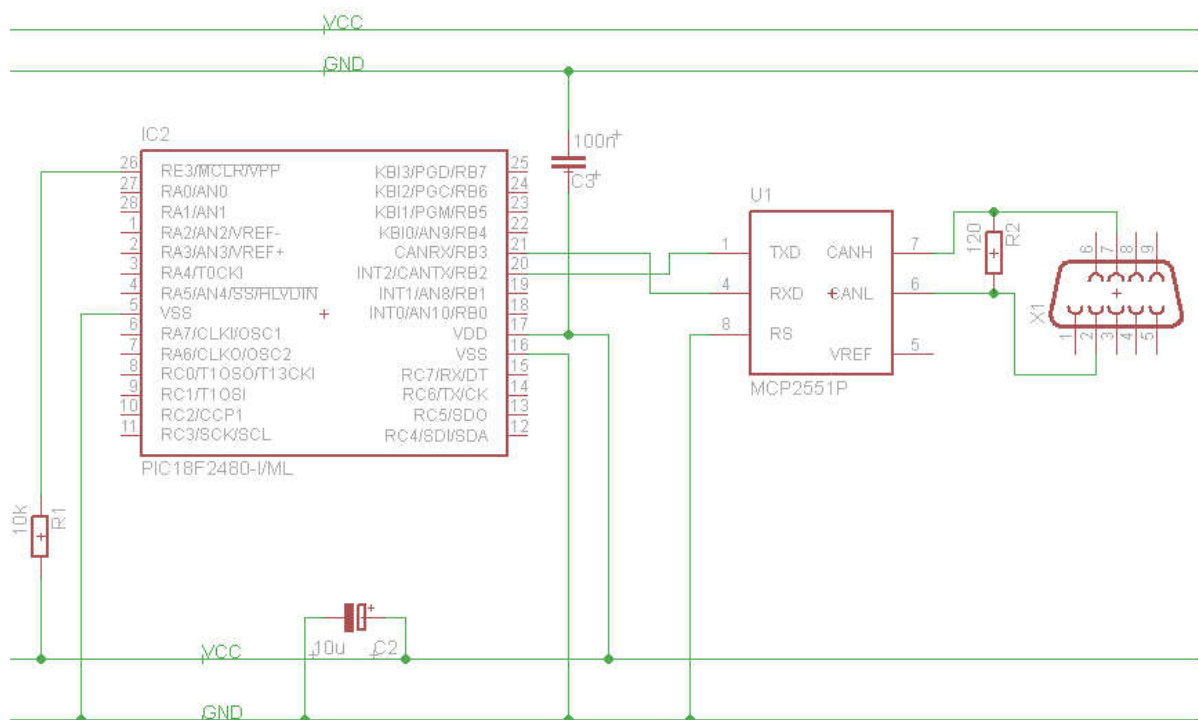 VCC
GND
IC2
26 RE3/MCLR/VPP KBI3/PGD/RB7 25
27 RA0/AN0 KBI2/PGC/RB6 24
28 RA1/AN1 KBI1/PGM/RB5 23
1 RA2/AN2/VREF- KBI0/AN9/RB4 22
2 RA3/AN3/VREF+ CANRX/RB3 21
3 RA4/T0CKI INT2/CANTX/RB2 20
4 RA5/AN4/SS/HLVDIN INT1/AN8/RB1 19
5 VSS INT0/AN10/RB0 18
6 RA7/CLKI/OSC1 VDD 17
7 RA6/CLKO/OSC2 VSS 16
8 RC0/T1OSO/T13CKI RC7/RX/DT 15
9 RC1/T1OSI RC6/TX/CK 14
10 RC2/CCP1 RC5/SDO 13
11 RC3/SCK/SCL RC4/SDI/SDA 12
PIC18F2480-I/ML
100n
C3
U1
1 TXD CANH 7
4 RXD CANL 6
8 RS
VREF 5
MCP2551P
120 R2
6 7 8 9
X1
1 2 3 4 5
10k R1
10u C2
VCC
GND